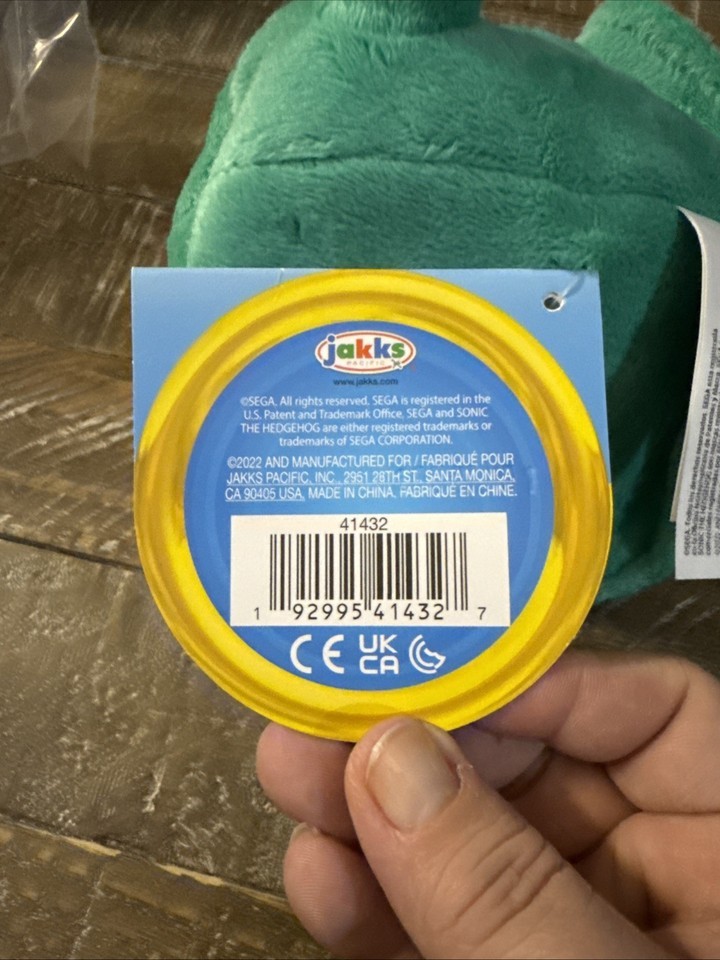 jakks
PACIFIC
www.jakks.com
©SEGA. All rights reserved. SEGA is registered in the
U.S. Patent and Trademark Office. SEGA and SONIC
THE HEDGEHOG are either registered trademarks or
trademarks of SEGA CORPORATION.
©2022 AND MANUFACTURED FOR / FABRIQUÉ POUR
JAKKS PACIFIC, INC., 2951 28TH ST., SANTA MONICA,
CA 90405 USA. MADE IN CHINA. FABRIQUÉ EN CHINE.
41432
1 92995 41432 7
CE UK
CA